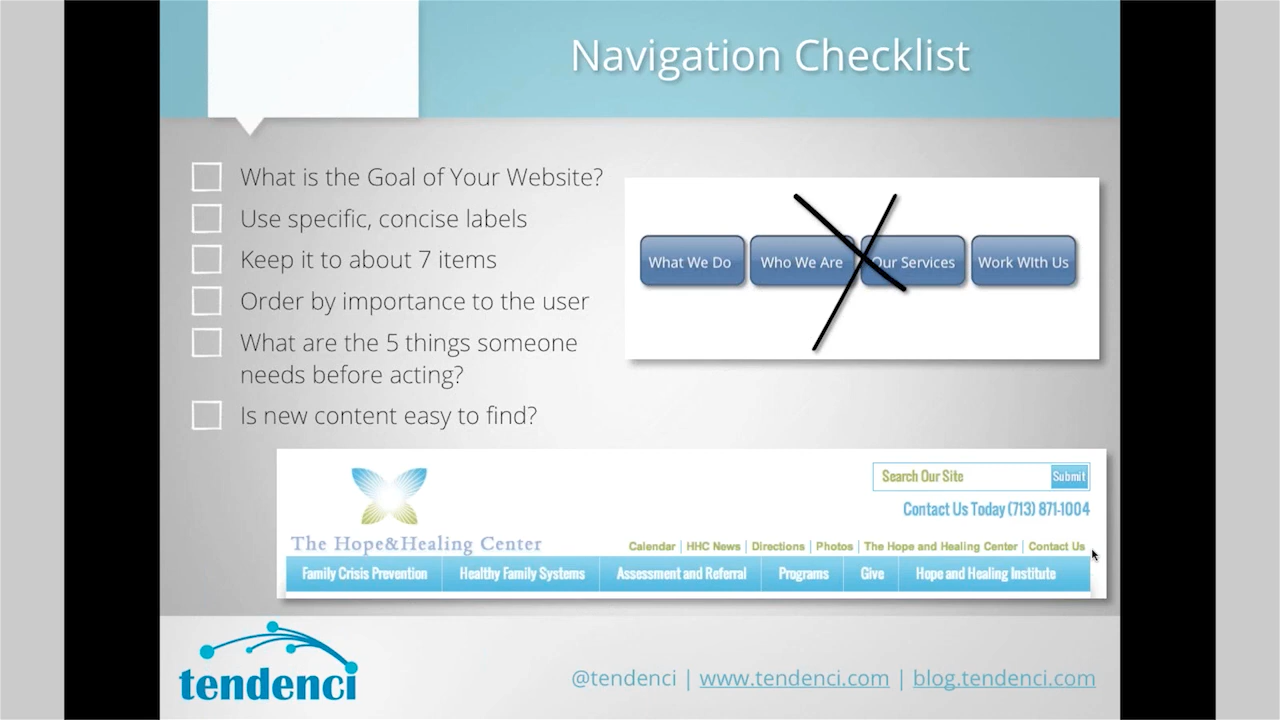 Navigation Checklist
What is the Goal of Your Website?
Use specific, concise labels
Keep it to about 7 items
Order by importance to the user
What are the 5 things someone
needs before acting?
Is new content easy to find?
What We Do Who We Are Our Services Work WIth Us
Search Our Site Submit
Contact Us Today (713) 871-1004
The Hope&Healing Center
Calendar | HHC News | Directions | Photos | The Hope and Healing Center | Contact Us
Family Crisis Prevention Healthy Family Systems Assessment and Referral Programs Give Hope and Healing Institute
tendenci
@tendenci | www.tendenci.com | blog.tendenci.com